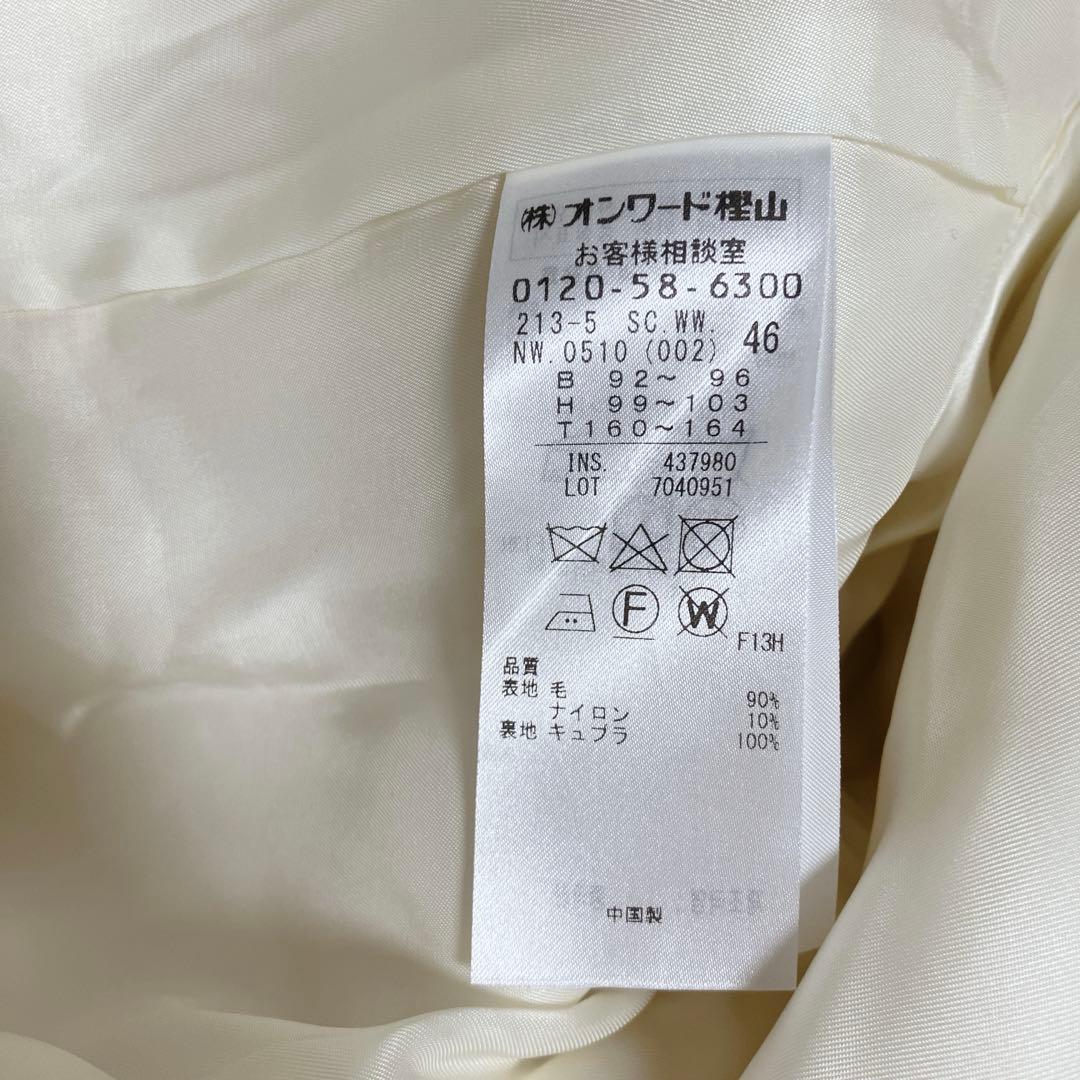 (株)オンワード樫山
お客様相談室
0120-58-6300
213-5 SC.WW.
NW.0510 (002) 46
B 92～ 96
H 99～103
T160～164
INS. 437980
LOT 7040951
F
W
F13H
品質
表地 毛 90%
ナイロン 10%
裏地 キュプラ 100%
中国製